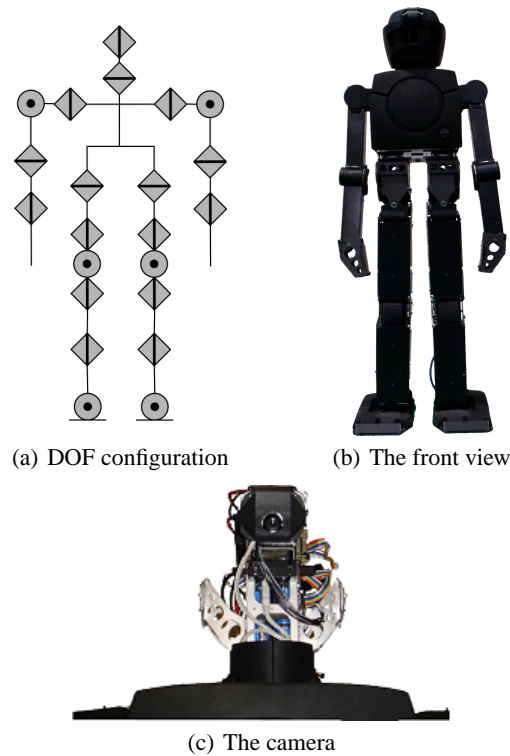 (a) DOF configuration
(b) The front view
(c) The camera